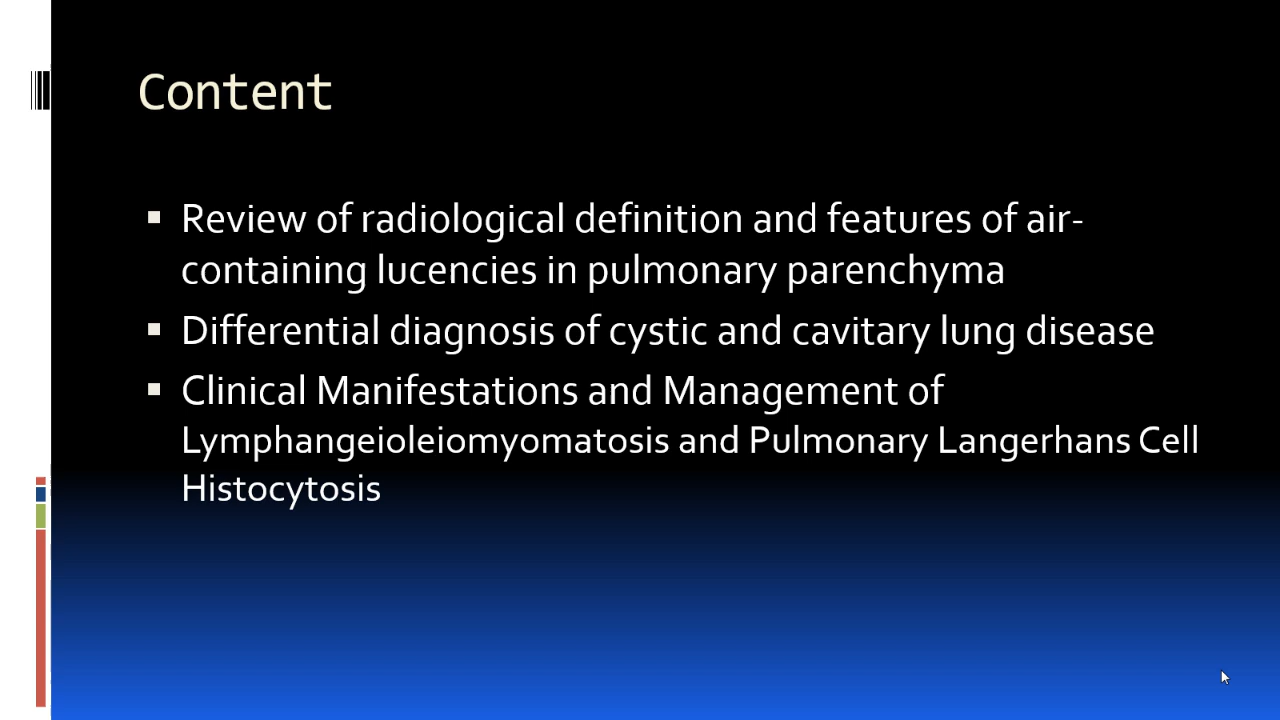 Content
Review of radiological definition and features of air-
containing lucencies in pulmonary parenchyma
Differential diagnosis of cystic and cavitary lung disease
Clinical Manifestations and Management of
Lymphangeioleiomyomatosis and Pulmonary Langerhans Cell
Histocytosis